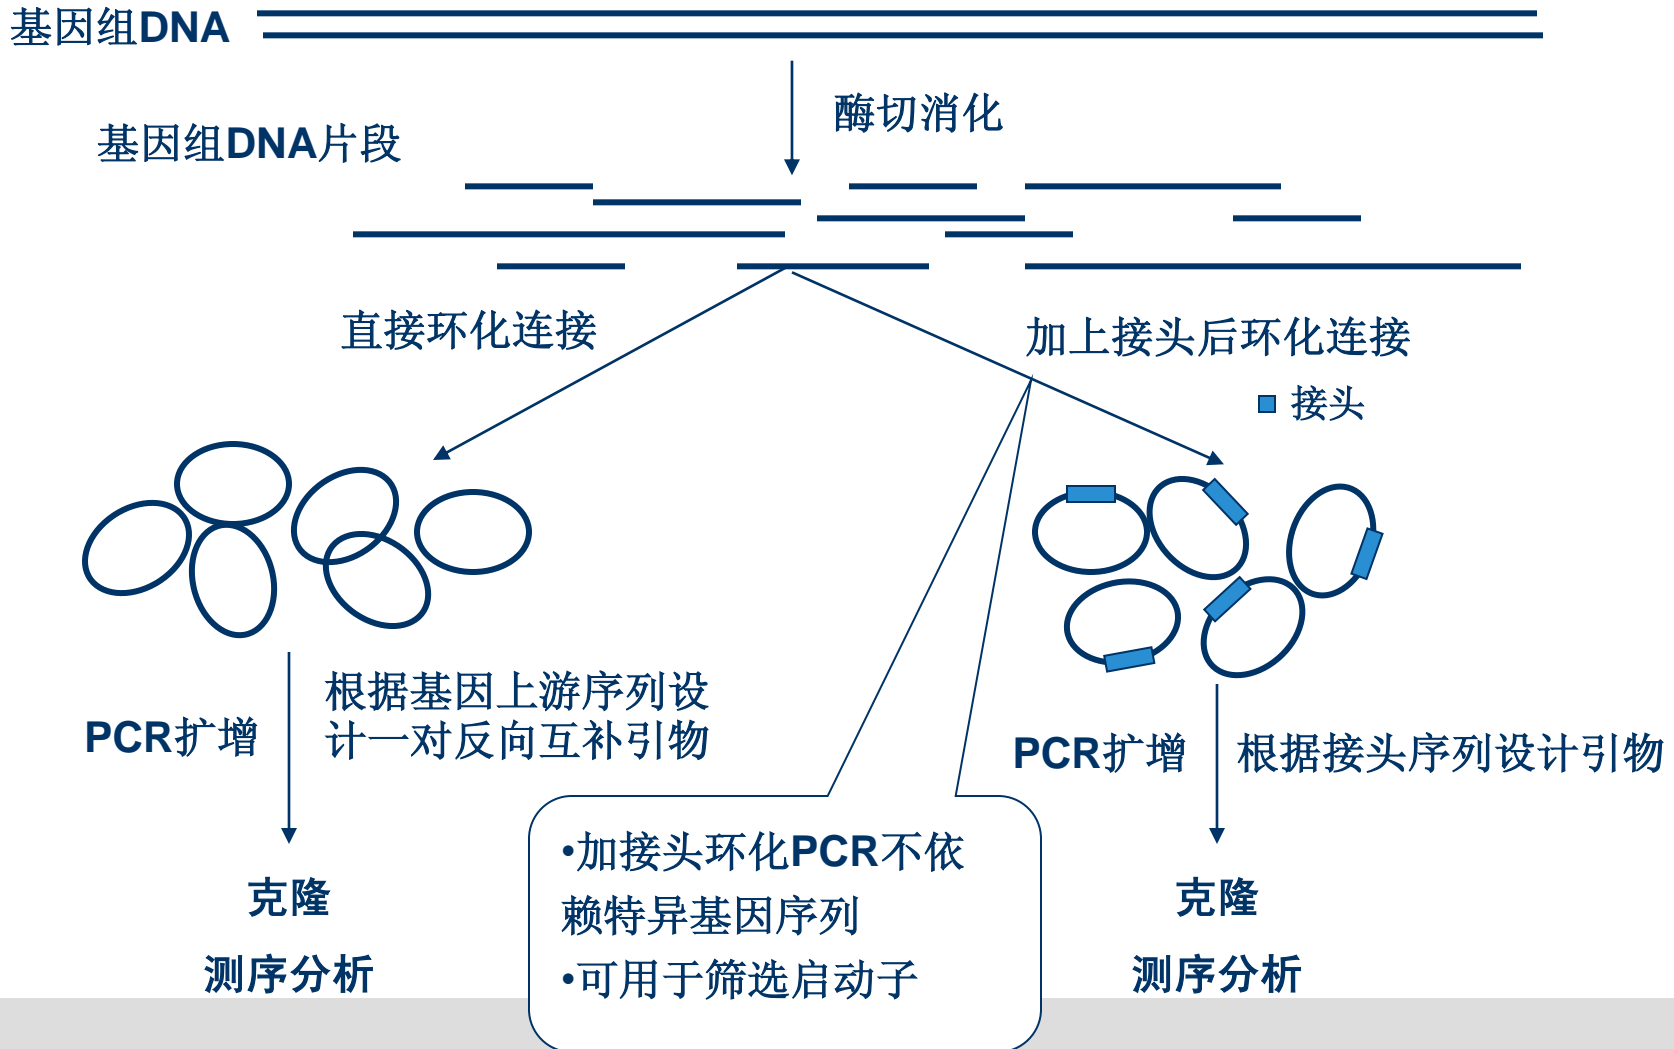 基因组DNA
酶切消化
基因组DNA片段
直接环化连接
加上接头后环化连接
接头
根据基因上游序列设
计一对反向互补引物
PCR扩增
PCR扩增
根据接头序列设计引物
•加接头环化PCR不依
赖特异基因序列
•可用于筛选启动子
克隆
测序分析
克隆
测序分析